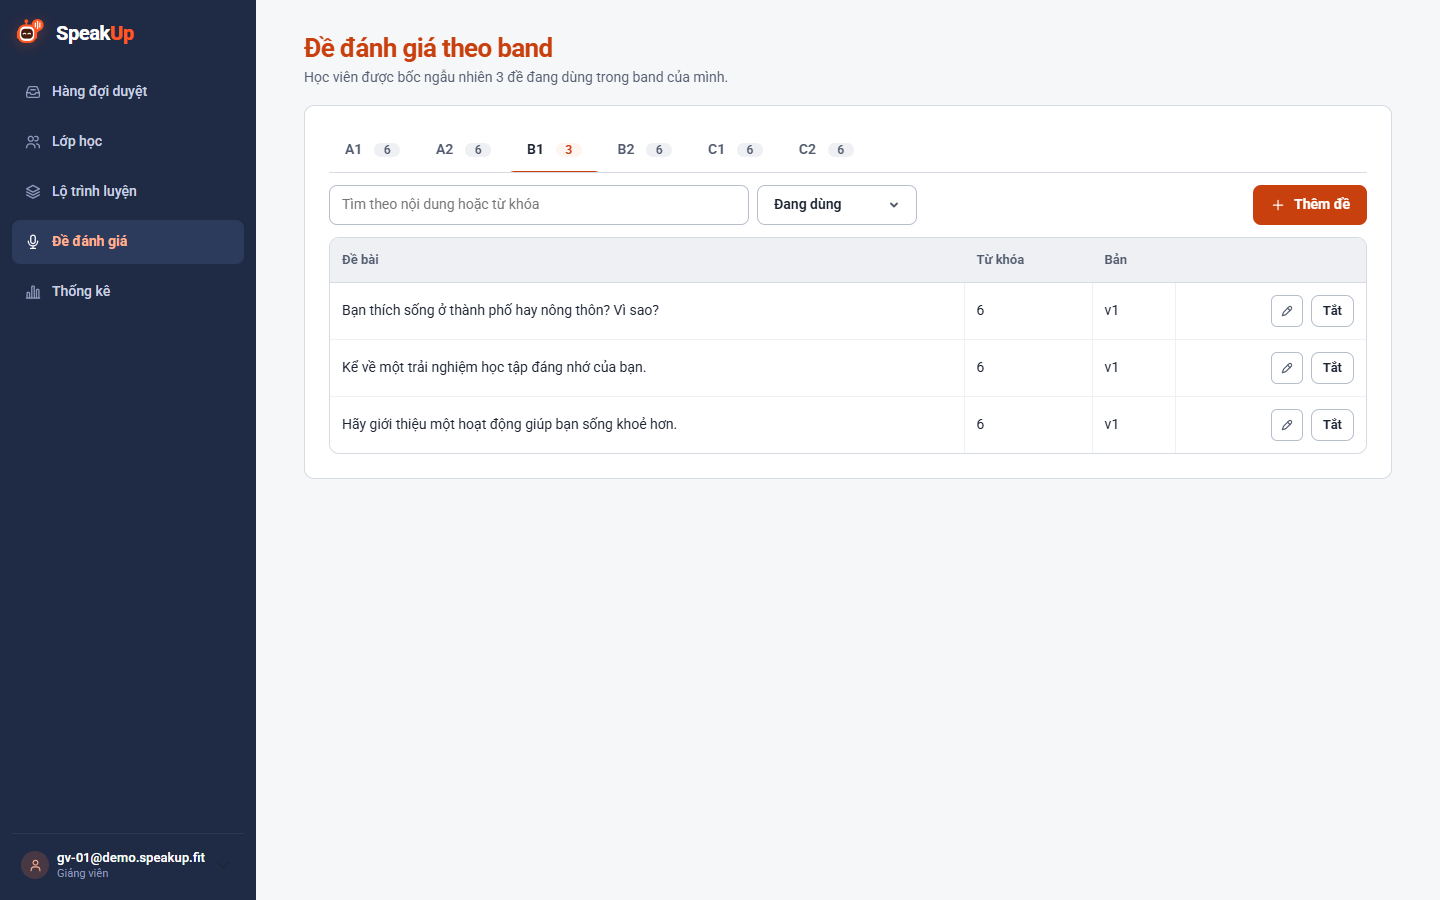 SpeakUp
Hàng đợi duyệt
Lớp học
Lộ trình luyện
Đề đánh giá
Thống kê
gv-01@demo.speakup.fit
Giảng viên
Đề đánh giá theo band
Học viên được bốc ngẫu nhiên 3 đề đang dùng trong band của mình.
A1 6 A2 6 B1 3 B2 6 C1 6 C2 6
Tìm theo nội dung hoặc từ khóa Đang dùng Thêm đề
Đề bài Từ khóa Bản
Bạn thích sống ở thành phố hay nông thôn? Vì sao? 6 v1 Tắt
Kể về một trải nghiệm học tập đáng nhớ của bạn. 6 v1 Tắt
Hãy giới thiệu một hoạt động giúp bạn sống khoẻ hơn. 6 v1 Tắt